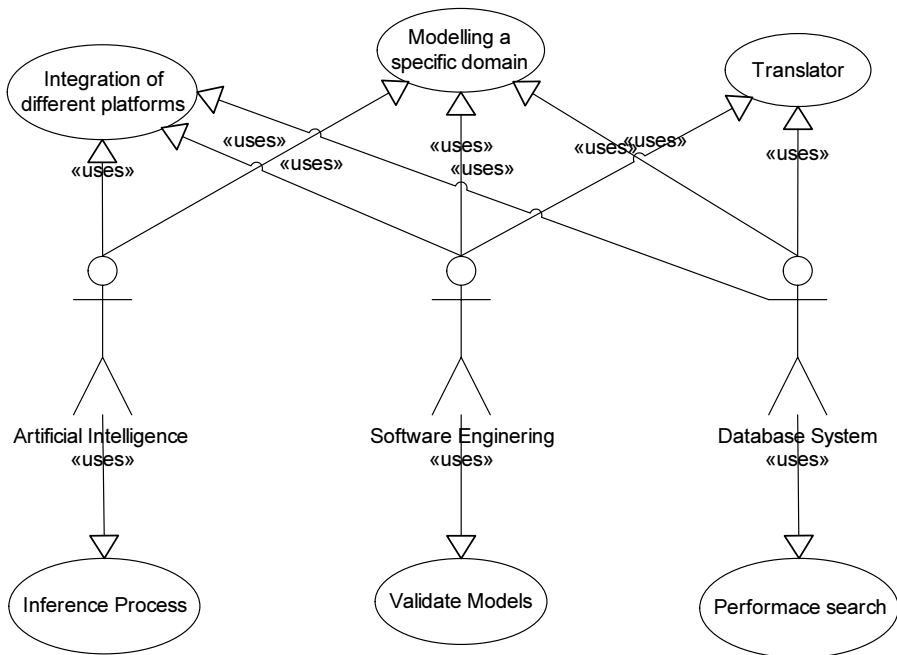 Modelling a
specific domain
Integration of
different platforms
Translator
«uses»
«uses»
«uses»
«uses»
«uses»
«uses»
«uses»
«uses»
Artificial Intelligence
Software Enginering
Database System
«uses»
«uses»
«uses»
Inference Process
Validate Models
Performace search